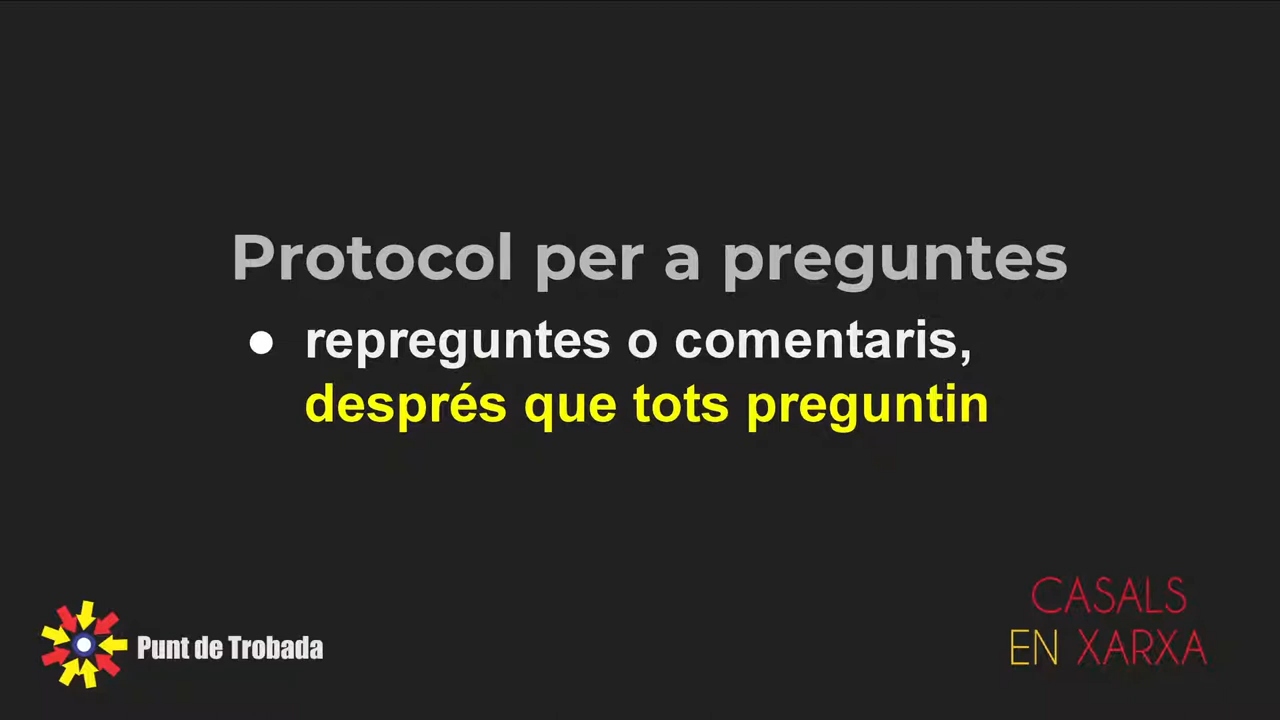 Protocol per a preguntes
● repreguntes o comentaris,
després que tots preguntin
Punt de Trobada
CASALS
EN XARXA